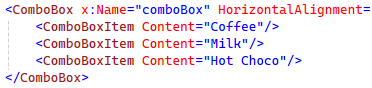 <ComboBox x:Name="comboBox" HorizontalAlignment=
<ComboBoxItem Content="Coffee"/>
<ComboBoxItem Content="Milk"/>
<ComboBoxItem Content="Hot Choco"/>
</ComboBox>